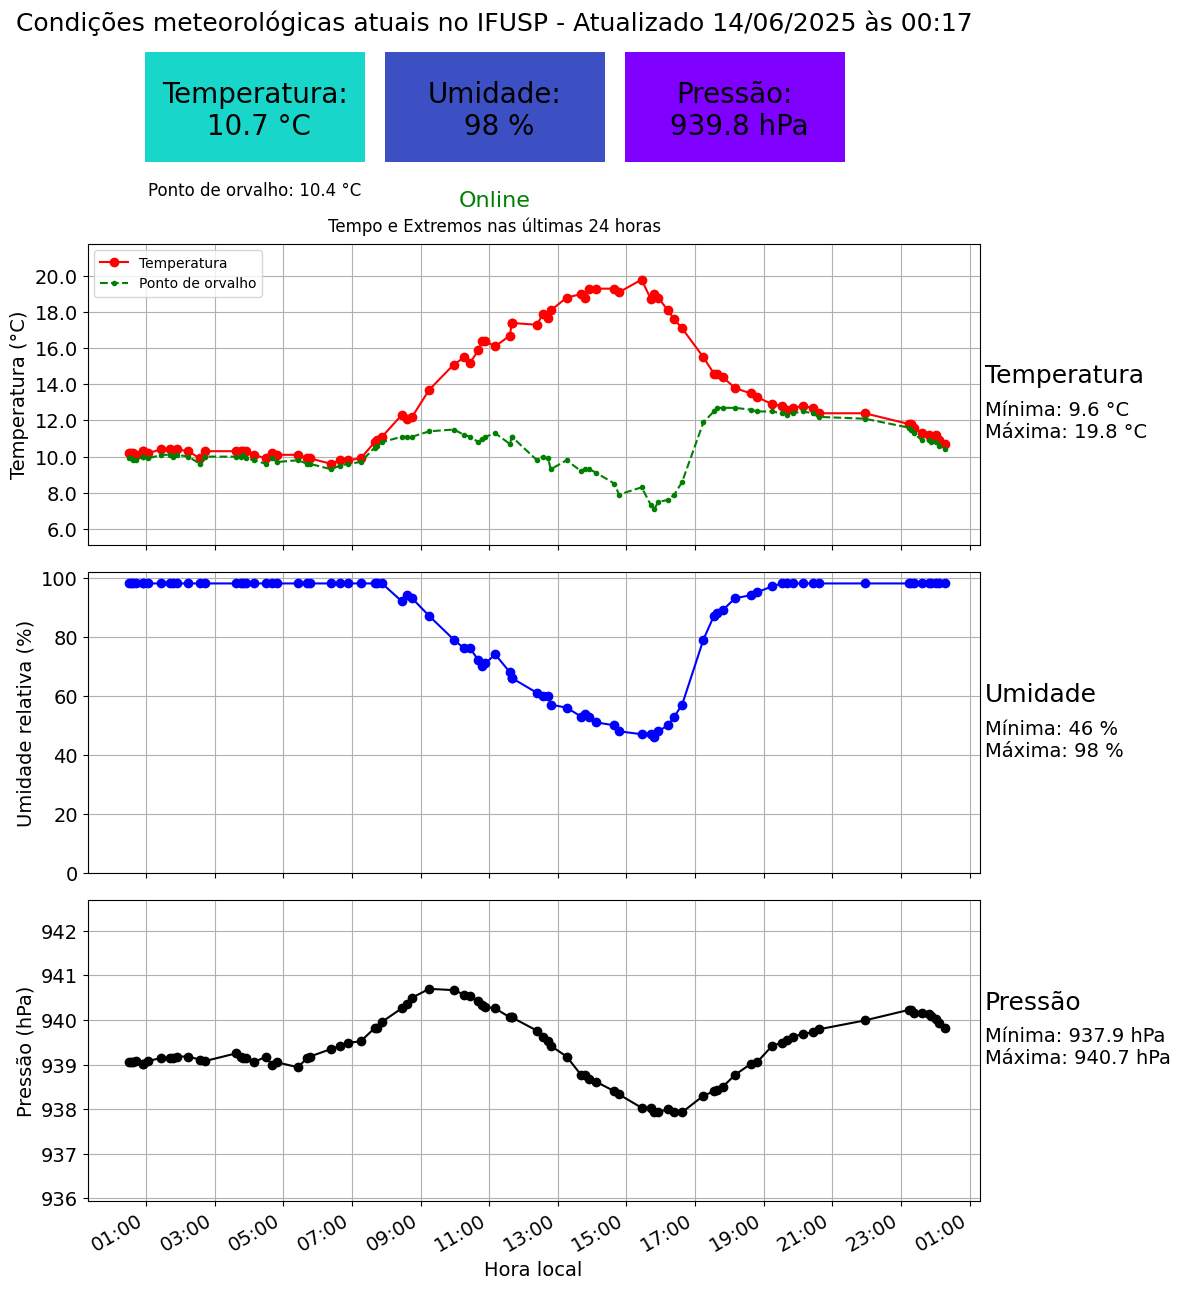 Condições meteorológicas atuais no IFUSP - Atualizado 14/06/2025 às 00:17
Temperatura:
10.7 °C
Umidade:
98 %
Pressão:
939.8 hPa
Ponto de orvalho: 10.4 °C
Online
Tempo e Extremos nas últimas 24 horas
Temperatura
Ponto de orvalho
Temperatura (°C)
20.0
18.0
16.0
14.0
12.0
10.0
8.0
6.0
Temperatura
Mínima: 9.6 °C
Máxima: 19.8 °C
Umidade relativa (%)
100
80
60
40
20
0
Umidade
Mínima: 46 %
Máxima: 98 %
Pressão (hPa)
942
941
940
939
938
937
936
Pressão
Mínima: 937.9 hPa
Máxima: 940.7 hPa
01:00
03:00
05:00
07:00
09:00
11:00
13:00
15:00
17:00
19:00
21:00
23:00
01:00
Hora local